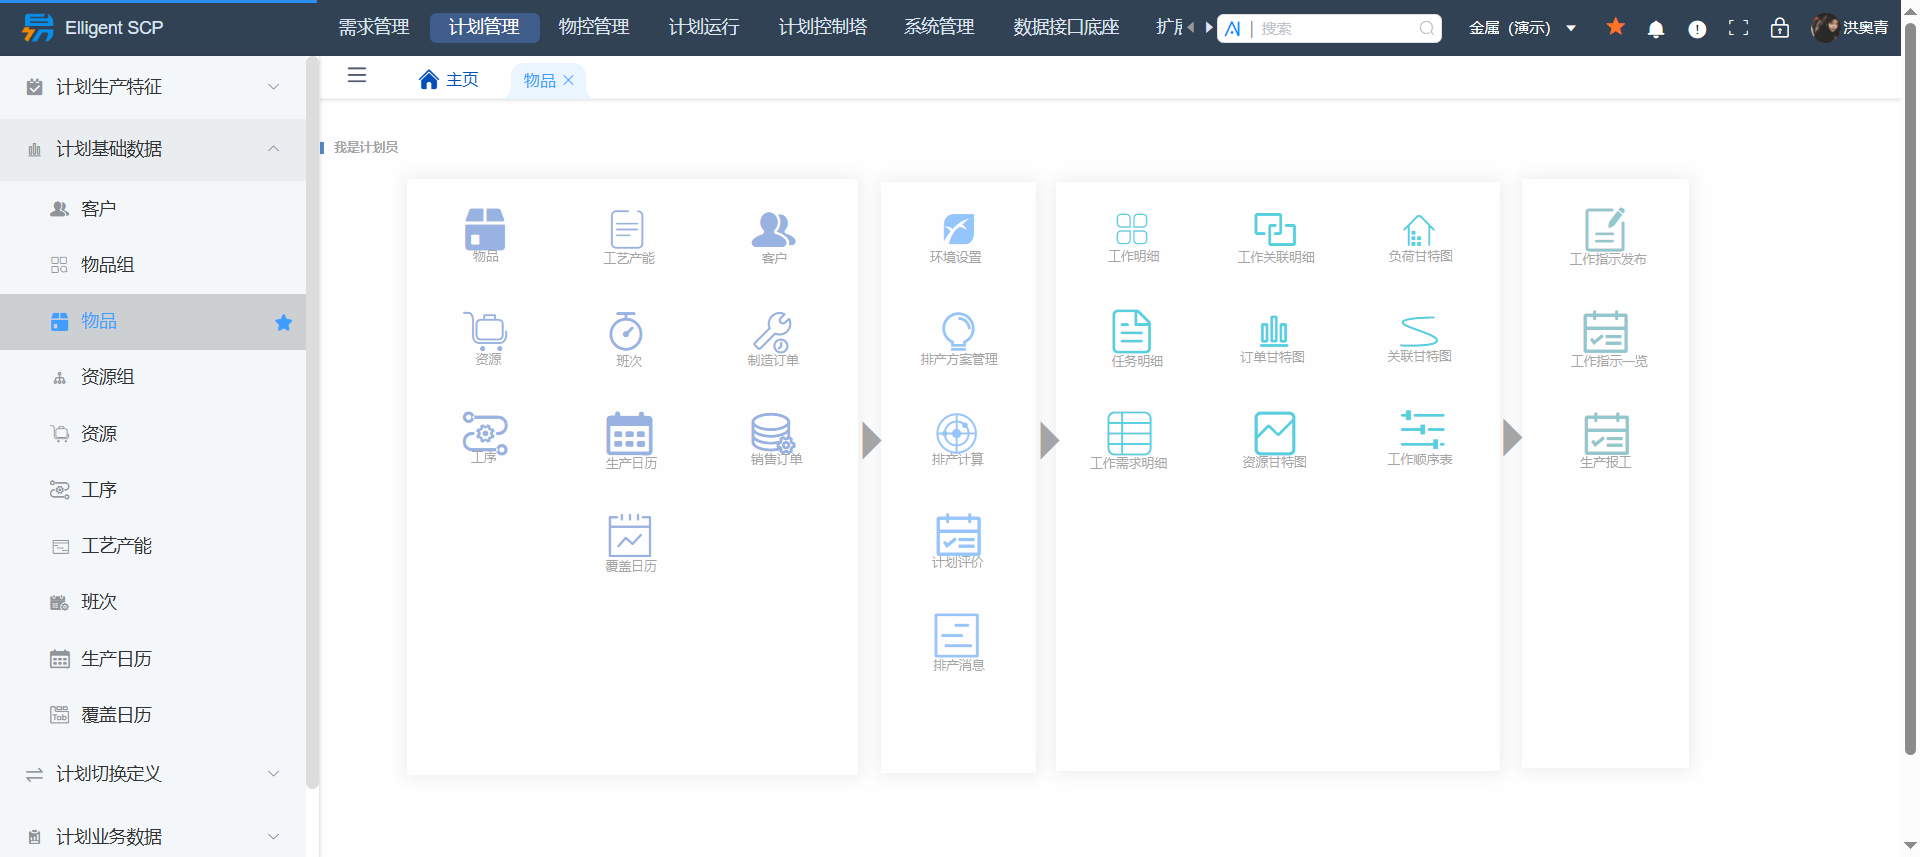 Elligent SCP
需求管理 计划管理 物控管理 计划运行 计划控制塔 系统管理 数据接口底座 搜索 金属 (演示) 洪奥青
计划生产特征
计划基础数据
客户
物品组
物品
资源组
资源
工序
工艺产能
班次
生产日历
Tab 覆盖日历
计划切换定义
计划业务数据
主页 物品
我是计划员
物品 工艺产能 客户
资源 班次 制造订单
工序 生产日历 销售订单
覆盖日历
环境设置
排产方案管理
排产计算
计划评价
排产消息
工作明细 工作关联明细 负荷甘特图
任务明细 订单甘特图 关联甘特图
工作需求明细 资源甘特图 工作顺序表
工作指示发布
工作指示一览
生产报工